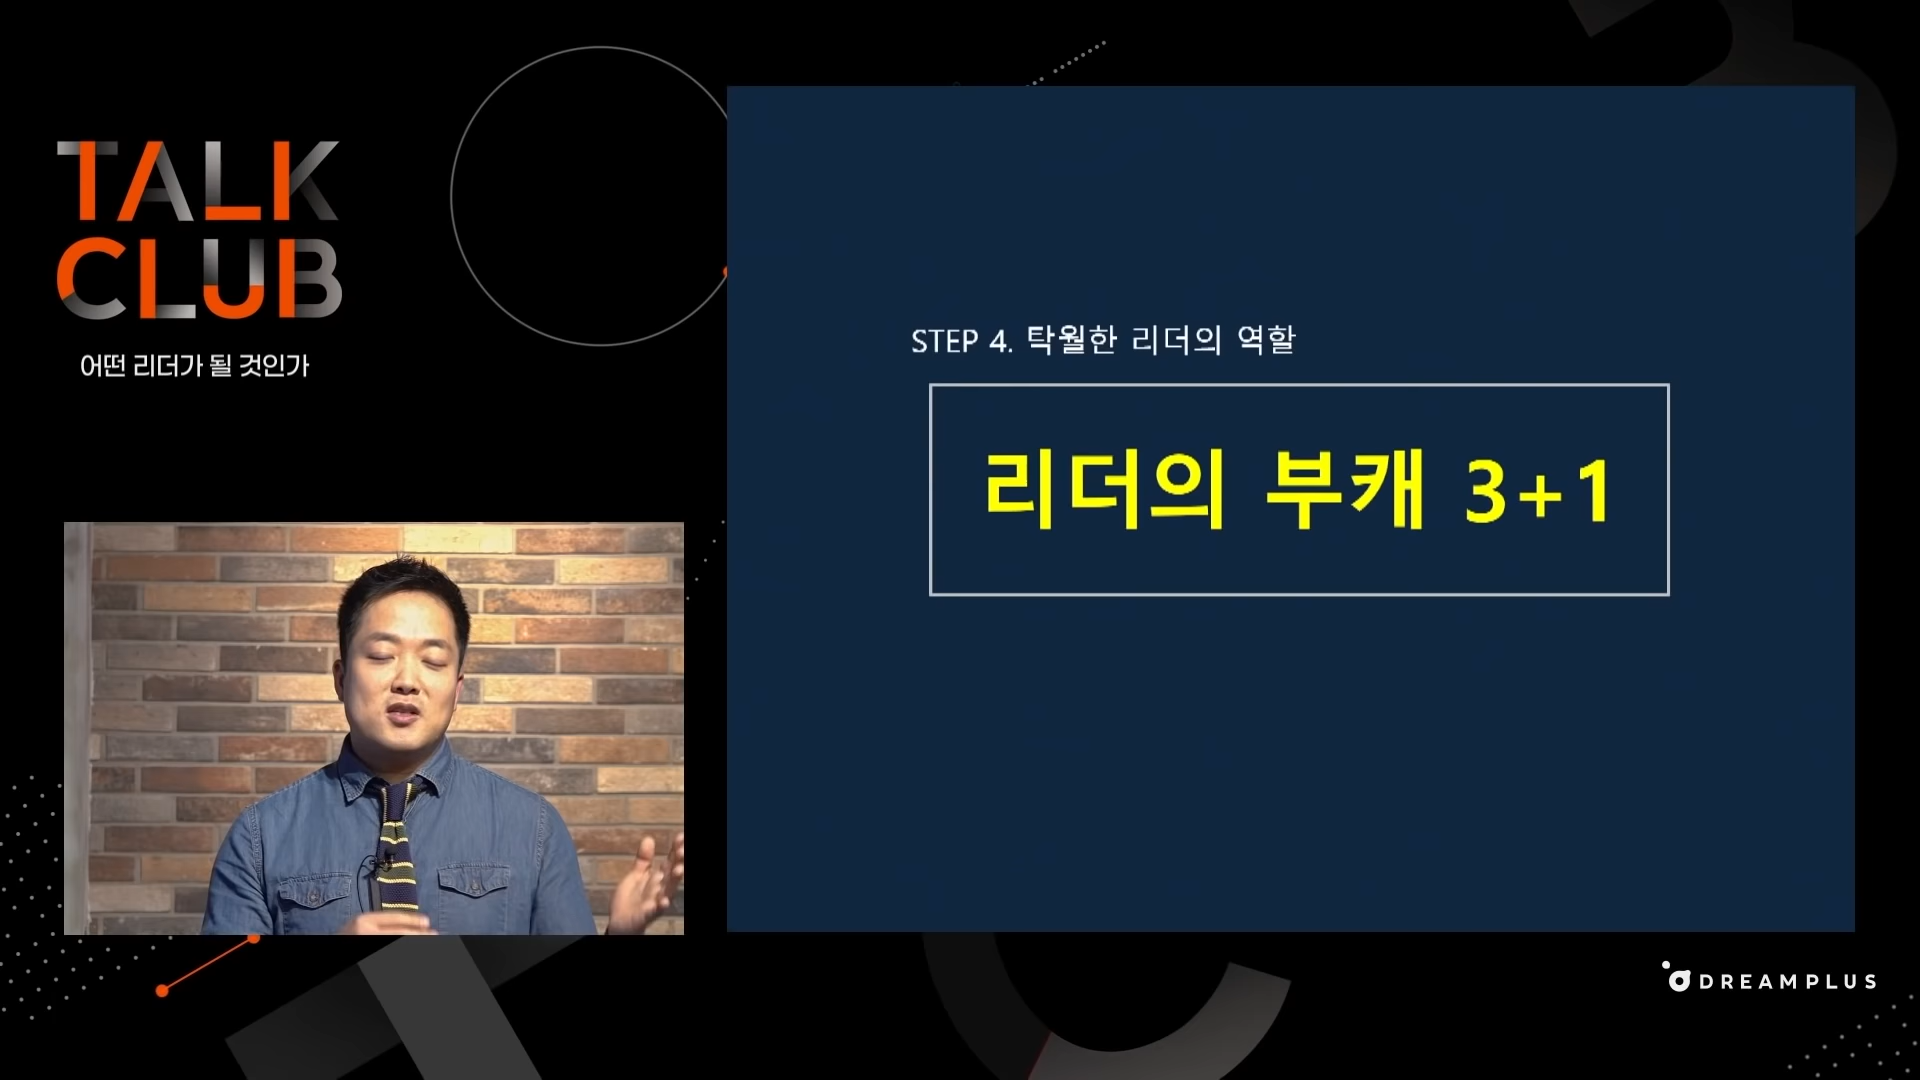 TALK
CLUB
어떤 리더가 될 것인가
STEP 4. 탁월한 리더의 역할
리더의 부캐 3+1
DREAMPLUS